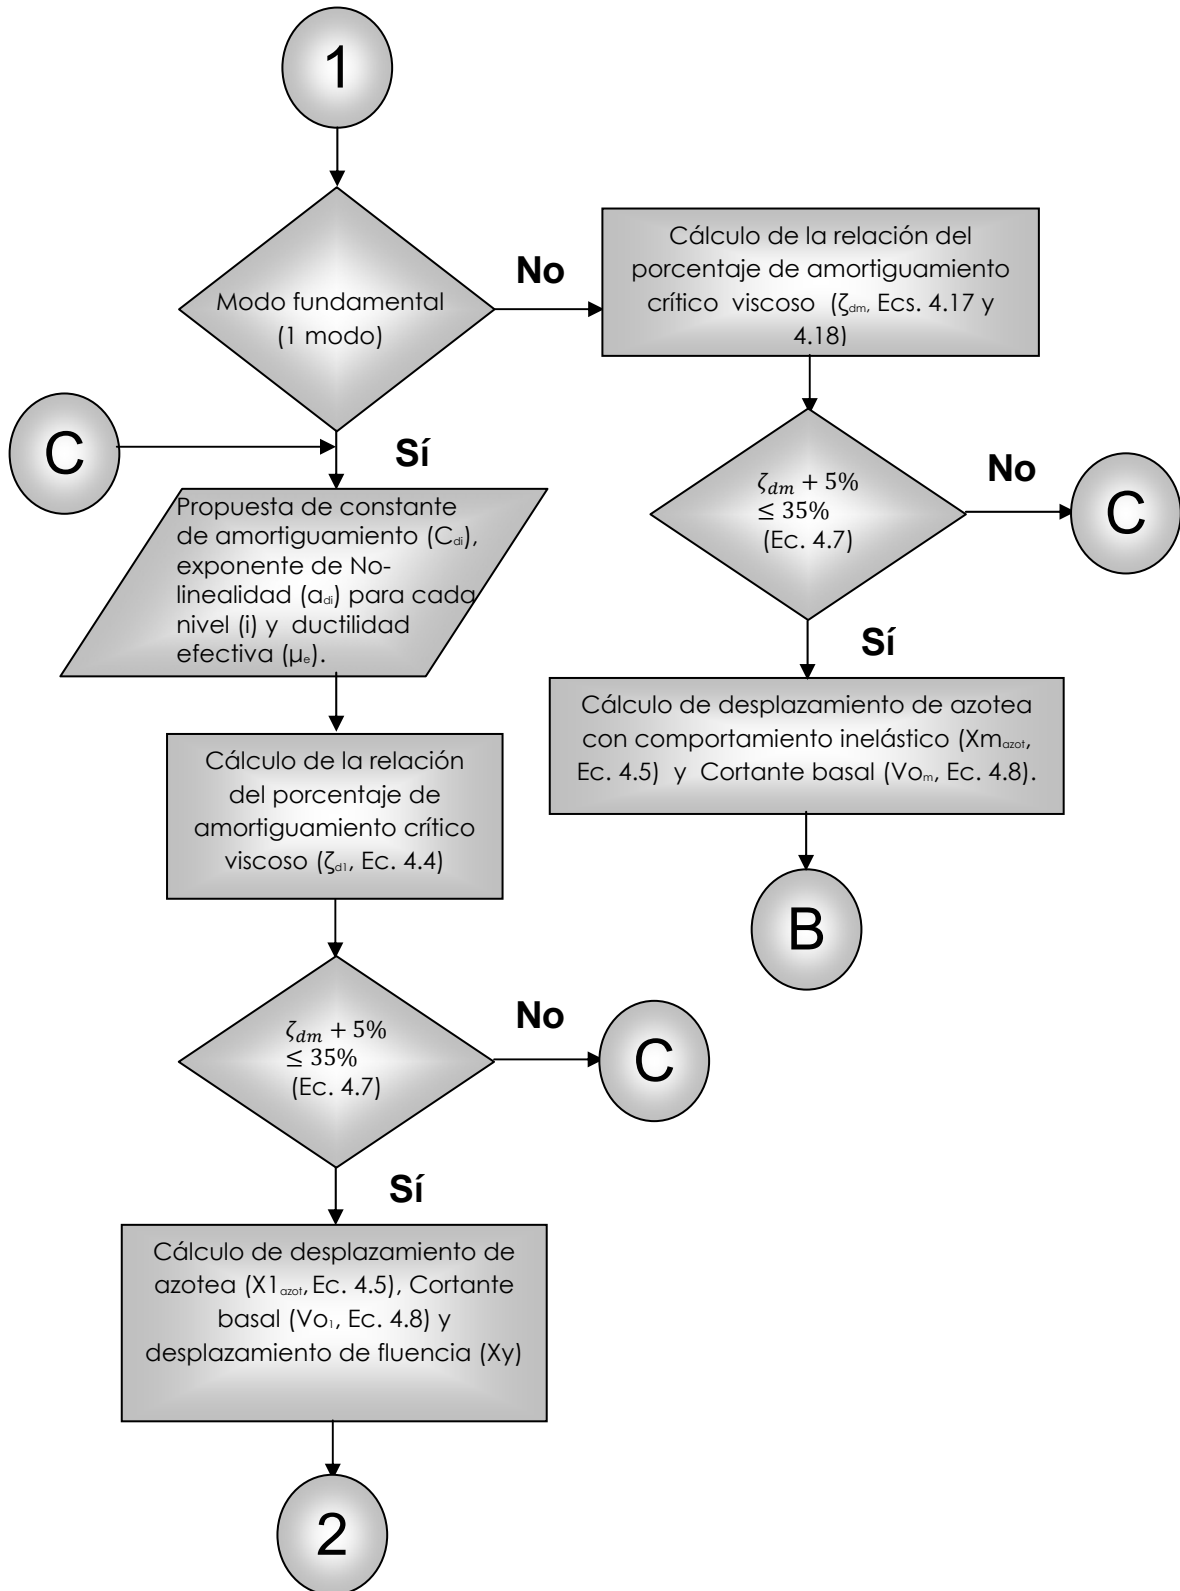 1
Modo fundamental
(1 modo)
No
Cálculo de la relación del
porcentaje de amortiguamiento
crítico viscoso (ζdm, Ecs. 4.17 y
4.18)
C
Sí
Propuesta de constante
de amortiguamiento (Cdi),
exponente de No-
linealidad (adi) para cada
nivel (i) y ductilidad
efectiva (μe).
ζdm + 5%
≤ 35%
(Ec. 4.7)
No
C
Sí
Cálculo de desplazamiento de azotea
con comportamiento inelástico (Xmazot,
Ec. 4.5) y Cortante basal (Vom, Ec. 4.8).
B
Cálculo de la relación
del porcentaje de
amortiguamiento crítico
viscoso (ζd1, Ec. 4.4)
ζdm + 5%
≤ 35%
(Ec. 4.7)
No
C
Sí
Cálculo de desplazamiento de
azotea (X1azot, Ec. 4.5), Cortante
basal (Vo1, Ec. 4.8) y
desplazamiento de fluencia (Xy)
2